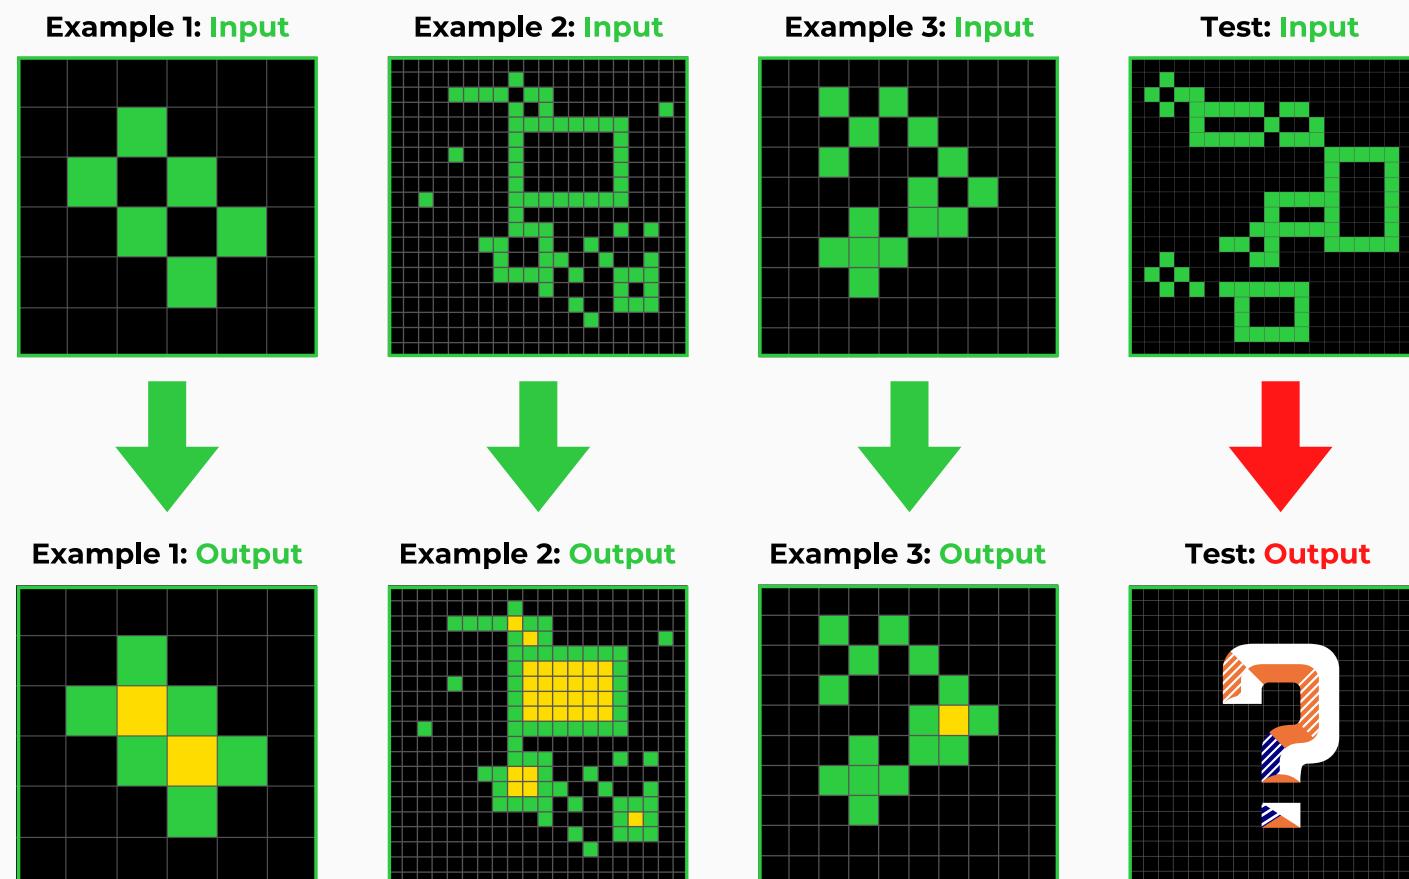 Example 1: Input
Example 2: Input
Example 3: Input
Test: Input
Example 1: Output
Example 2: Output
Example 3: Output
Test: Output
?